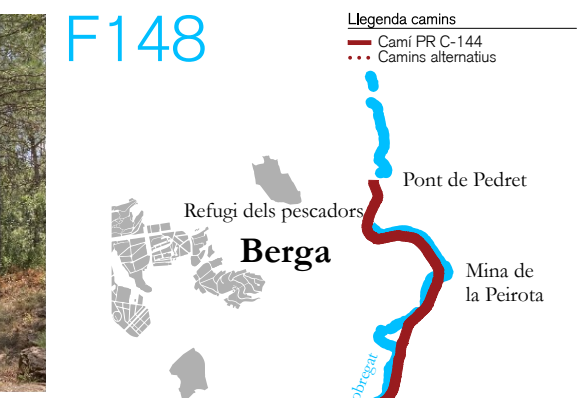 F148
Llegenda camins
Camí PR C-144
Camins alternatius
Pont de Pedret
Refugi dels pescadors
Berga
Mina de
la Peirota